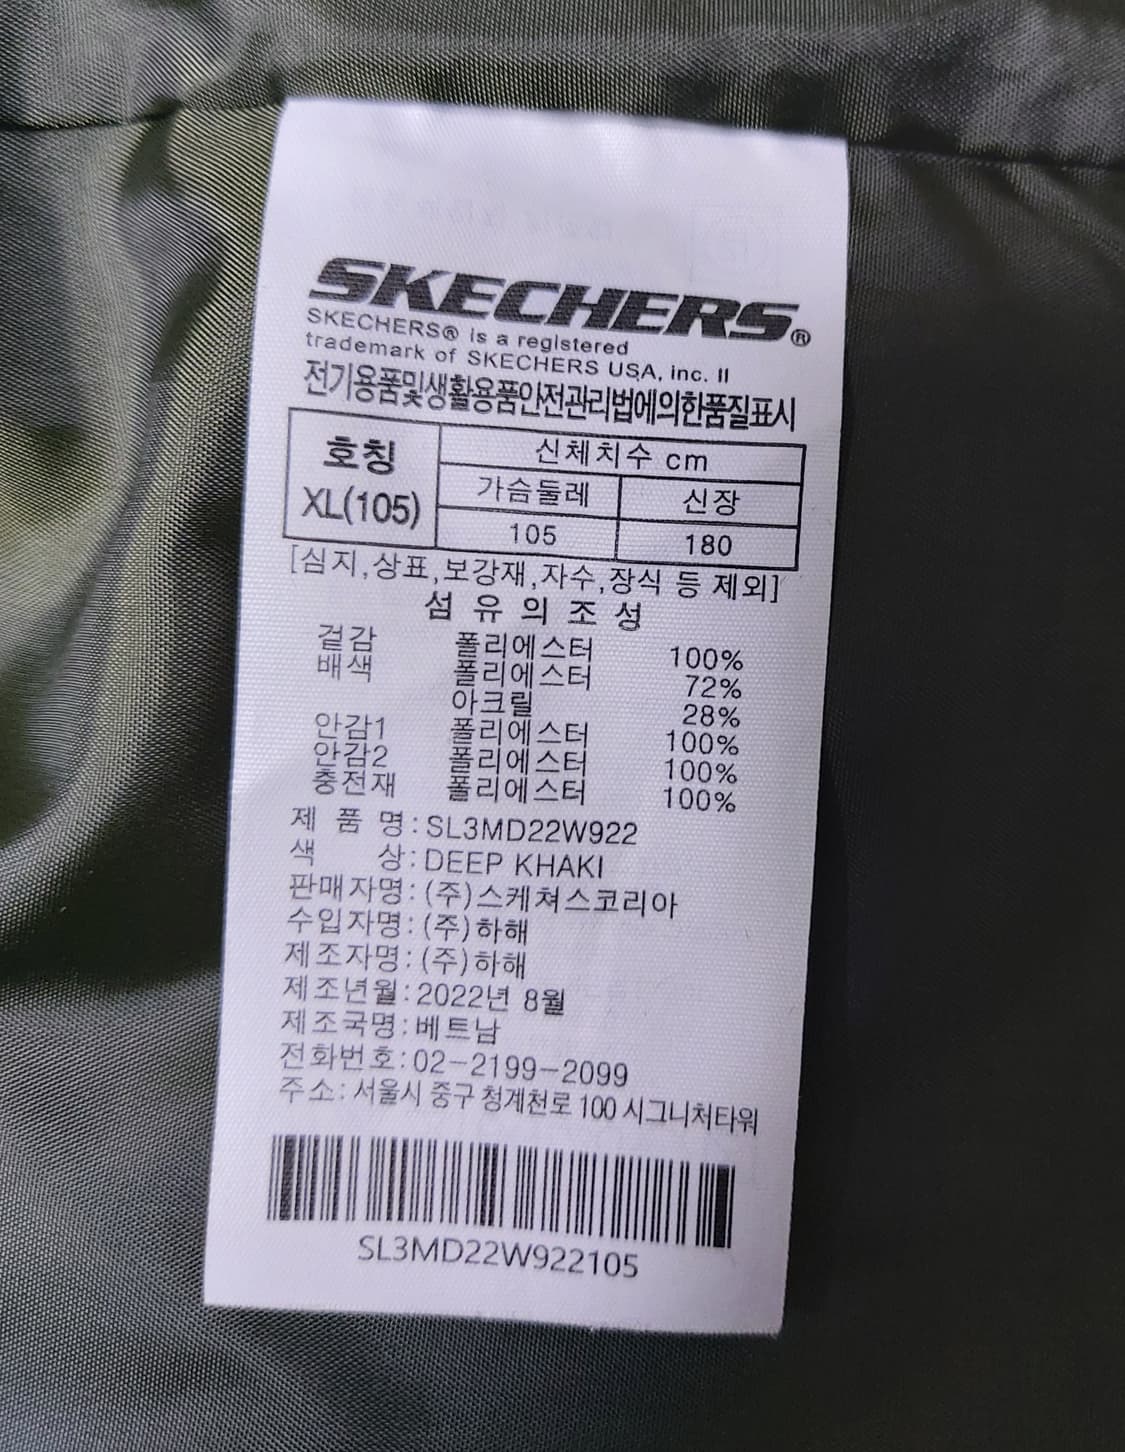 SKECHERS®
SKECHERS® is a registered
trademark of SKECHERS USA, inc. II
전기용품및생활용품안전관리법에의한품질표시
호칭 신체치수 cm
XL(105) 가슴둘레 신장
105 180
[심지,상표,보강재,자수,장식 등 제외]
섬 유 의 조 성
겉감 폴리에스터 100%
배색 폴리에스터 72%
아크릴 28%
안감1 폴리에스터 100%
안감2 폴리에스터 100%
충전재 폴리에스터 100%
제 품 명:SL3MD22W922
색 상:DEEP KHAKI
판매자명:(주)스케쳐스코리아
수입자명:(주)하해
제조자명:(주)하해
제조년월:2022년 8월
제조국명:베트남
전화번호:02-2199-2099
주소:서울시 중구 청계천로 100 시그니처타워
SL3MD22W922105